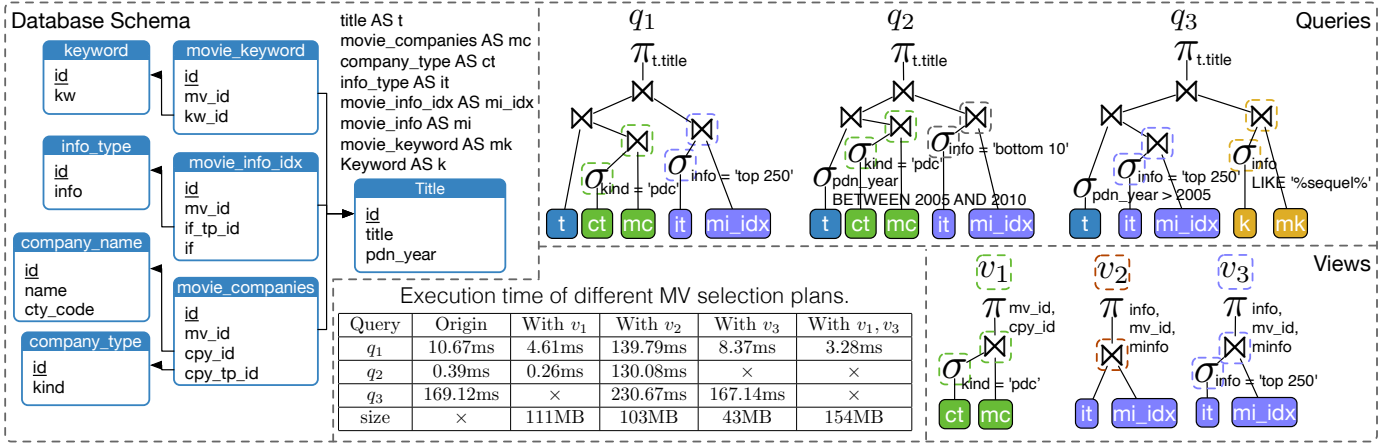 Database Schema
keyword
id
kw
movie_keyword
id
mv_id
kw_id
info_type
id
info
movie_info_idx
id
mv_id
if_tp_id
if
company_name
id
name
cty_code
movie_companies
id
mv_id
cpy_id
cpy_tp_id
company_type
id
kind
title AS t
movie_companies AS mc
company_type AS ct
info_type AS it
movie_info_idx AS mi_idx
movie_info AS mi
movie_keyword AS mk
Keyword AS k
Title
id
title
pdn_year
Queries
q1
π t.title
⋈
⋈ ⋈
⋈
σ kind = 'pdc'
σ info = 'top 250'
t ct mc it mi_idx
q2
π t.title
⋈
⋈ ⋈
⋈
σ info = 'bottom 10'
σ kind = 'pdc'
σ pdn_year
BETWEEN 2005 AND 2010
t ct mc it mi_idx
q3
π t.title
⋈
⋈ ⋈
⋈
σ info
LIKE '%sequel%'
σ info = 'top 250'
σ pdn_year > 2005
t it mi_idx k mk
Execution time of different MV selection plans.
Query Origin With v1 With v2 With v3 With v1, v3
q1 10.67ms 4.61ms 139.79ms 8.37ms 3.28ms
q2 0.39ms 0.26ms 130.08ms × ×
q3 169.12ms × 230.67ms 167.14ms ×
size × 111MB 103MB 43MB 154MB
Views
v1
π mv_id,
cpy_id
⋈
σ kind = 'pdc'
ct mc
v2
π info,
mv_id,
minfo
⋈
it mi_idx
v3
π info,
mv_id,
minfo
⋈
σ info = 'top 250'
it mi_idx